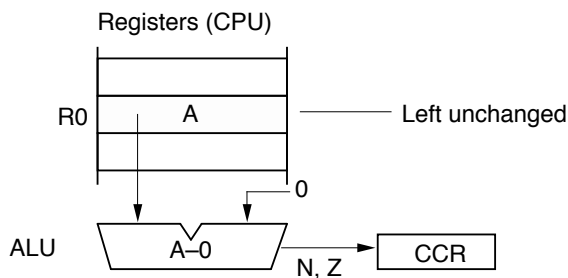 Registers (CPU)
R0
A
Left unchanged
0
ALU
A–0
N, Z
CCR